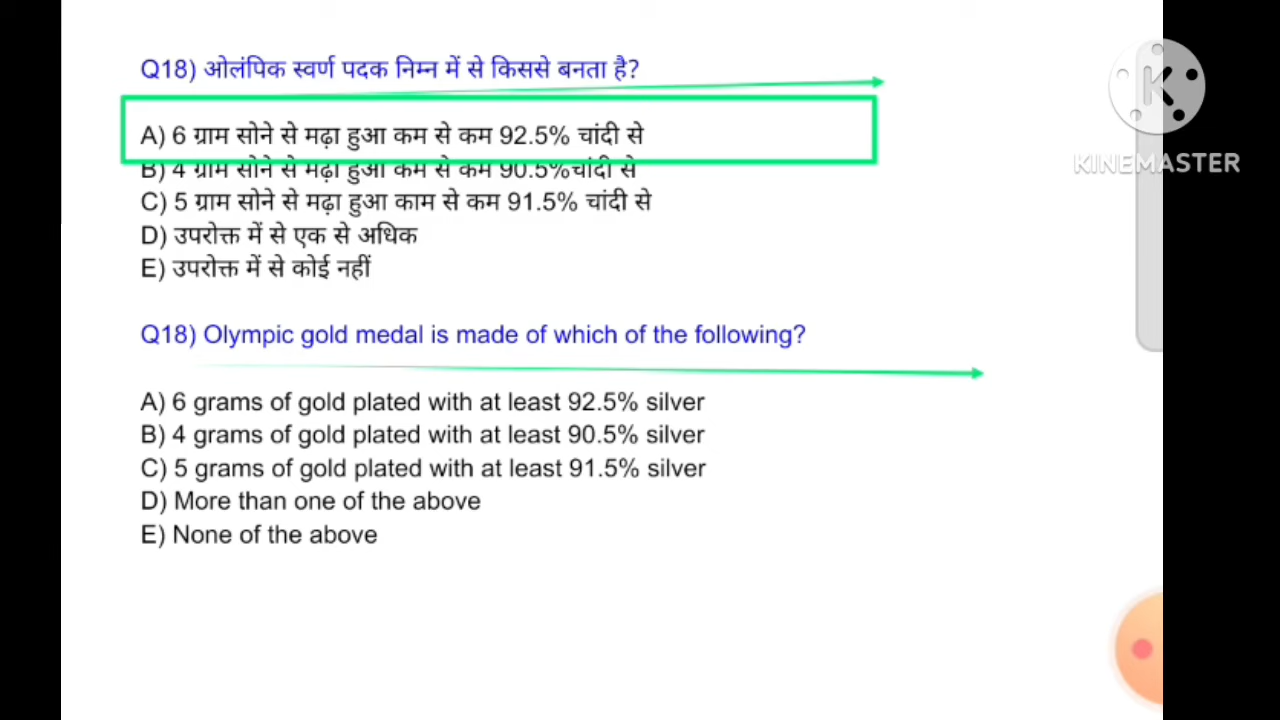 Q18) ओलंपिक स्वर्ण पदक निम्न में से किससे बनता है?
A) 6 ग्राम सोने से मढ़ा हुआ कम से कम 92.5% चांदी से
B) 4 ग्राम सोने से मढ़ा हुआ कम से कम 90.5%चांदी से
C) 5 ग्राम सोने से मढ़ा हुआ काम से कम 91.5% चांदी से
D) उपरोक्त में से एक से अधिक
E) उपरोक्त में से कोई नहीं
Q18) Olympic gold medal is made of which of the following?
A) 6 grams of gold plated with at least 92.5% silver
B) 4 grams of gold plated with at least 90.5% silver
C) 5 grams of gold plated with at least 91.5% silver
D) More than one of the above
E) None of the above
K
KINEMASTER